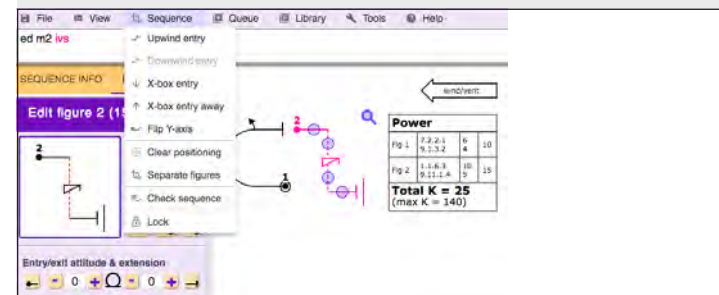 File View Sequence Queue Library Tools Help
ed m2 ivs
Upwind entry
Downwind entry
X-box entry
X-box entry away
Flip Y-axis
Clear positioning
Separate figures
Check sequence
Lock
SEQUENCE INFO
Edit figure 2 (15
2
Entry/exit attitude & extension
0 0
2
1
wind/vent
Power
Fig 1 7.2.2.1 6 10
9.1.3.2 4
Fig 2 1.1.6.3 10 15
9.11.1.4 5
Total K = 25
(max K = 140)